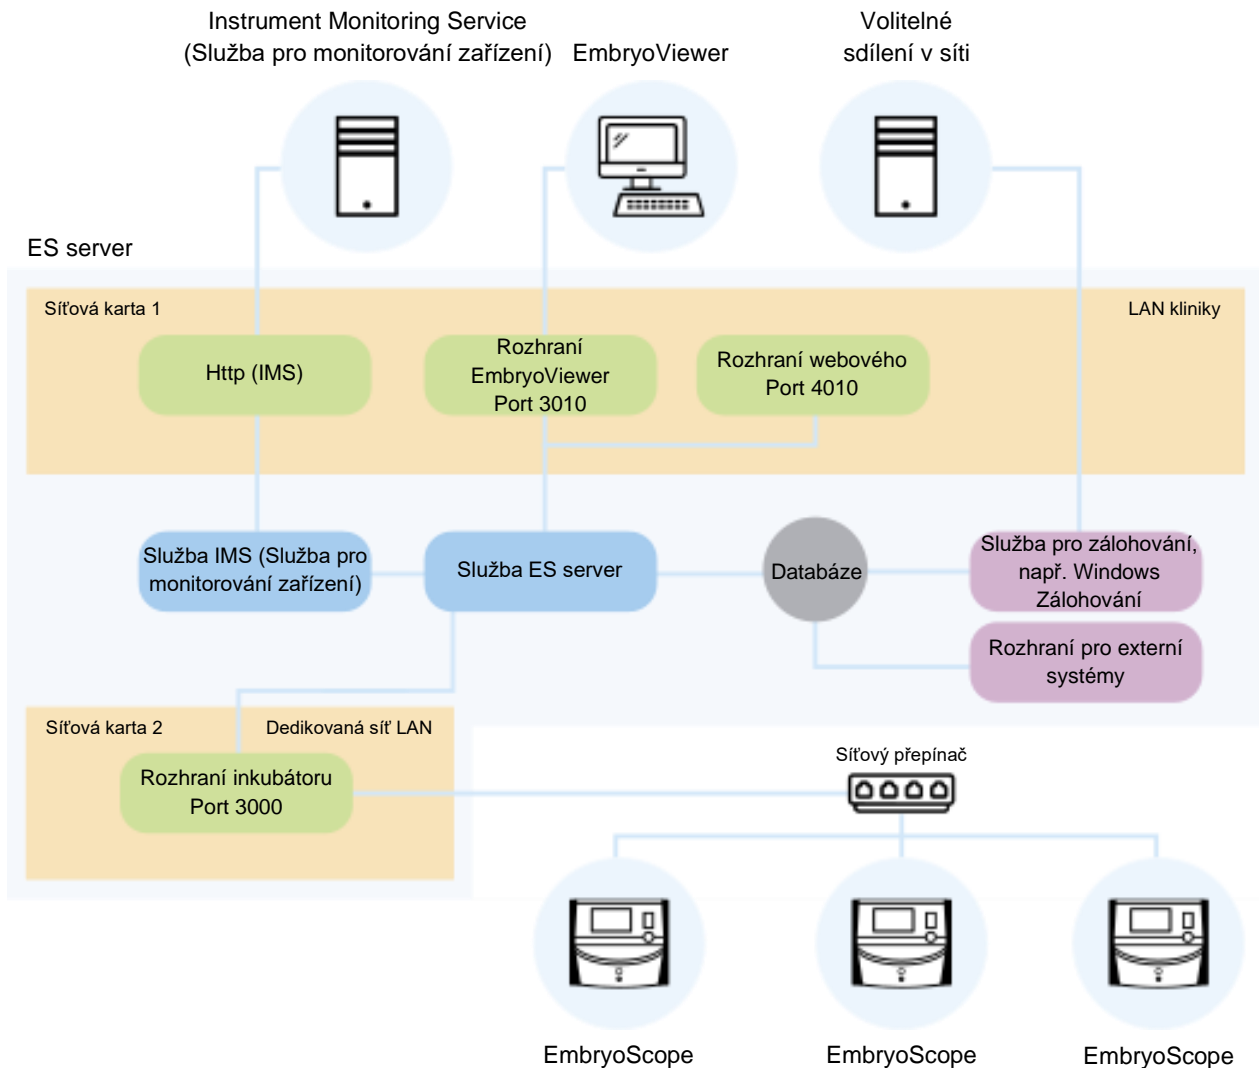 Instrument Monitoring Service
(Služba pro monitorování zařízení)
EmbryoViewer
Volitelné
sdílení v síti
ES server
Síťová karta 1
LAN kliniky
Http (IMS)
Rozhraní
EmbryoViewer
Port 3010
Rozhraní webového
Port 4010
Služba IMS (Služba pro
monitorování zařízení)
Služba ES server
Databáze
Služba pro zálohování,
např. Windows
Zálohování
Rozhraní pro externí
systémy
Síťová karta 2
Dedikovaná síť LAN
Rozhraní inkubátoru
Port 3000
Síťový přepínač
EmbryoScope
EmbryoScope
EmbryoScope